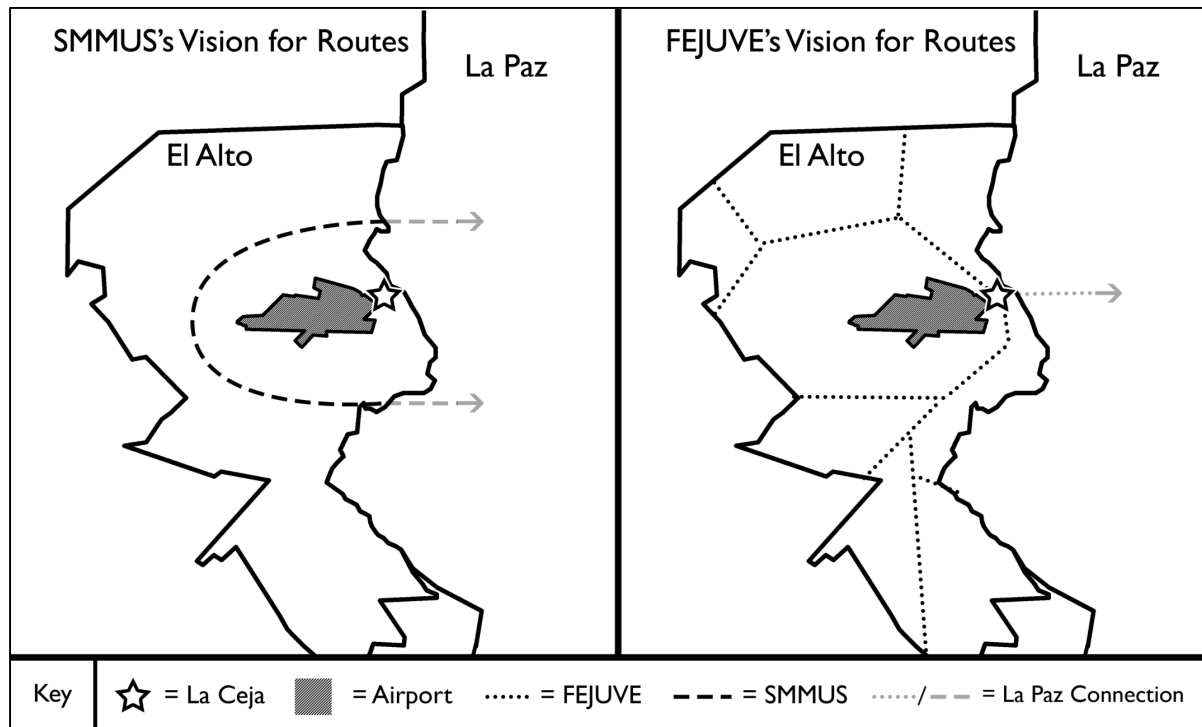 SMMUS's Vision for Routes
La Paz
El Alto
FEJUVE's Vision for Routes
La Paz
El Alto
Key
= La Ceja
= Airport
= FEJUVE
= SMMUS
/ = La Paz Connection